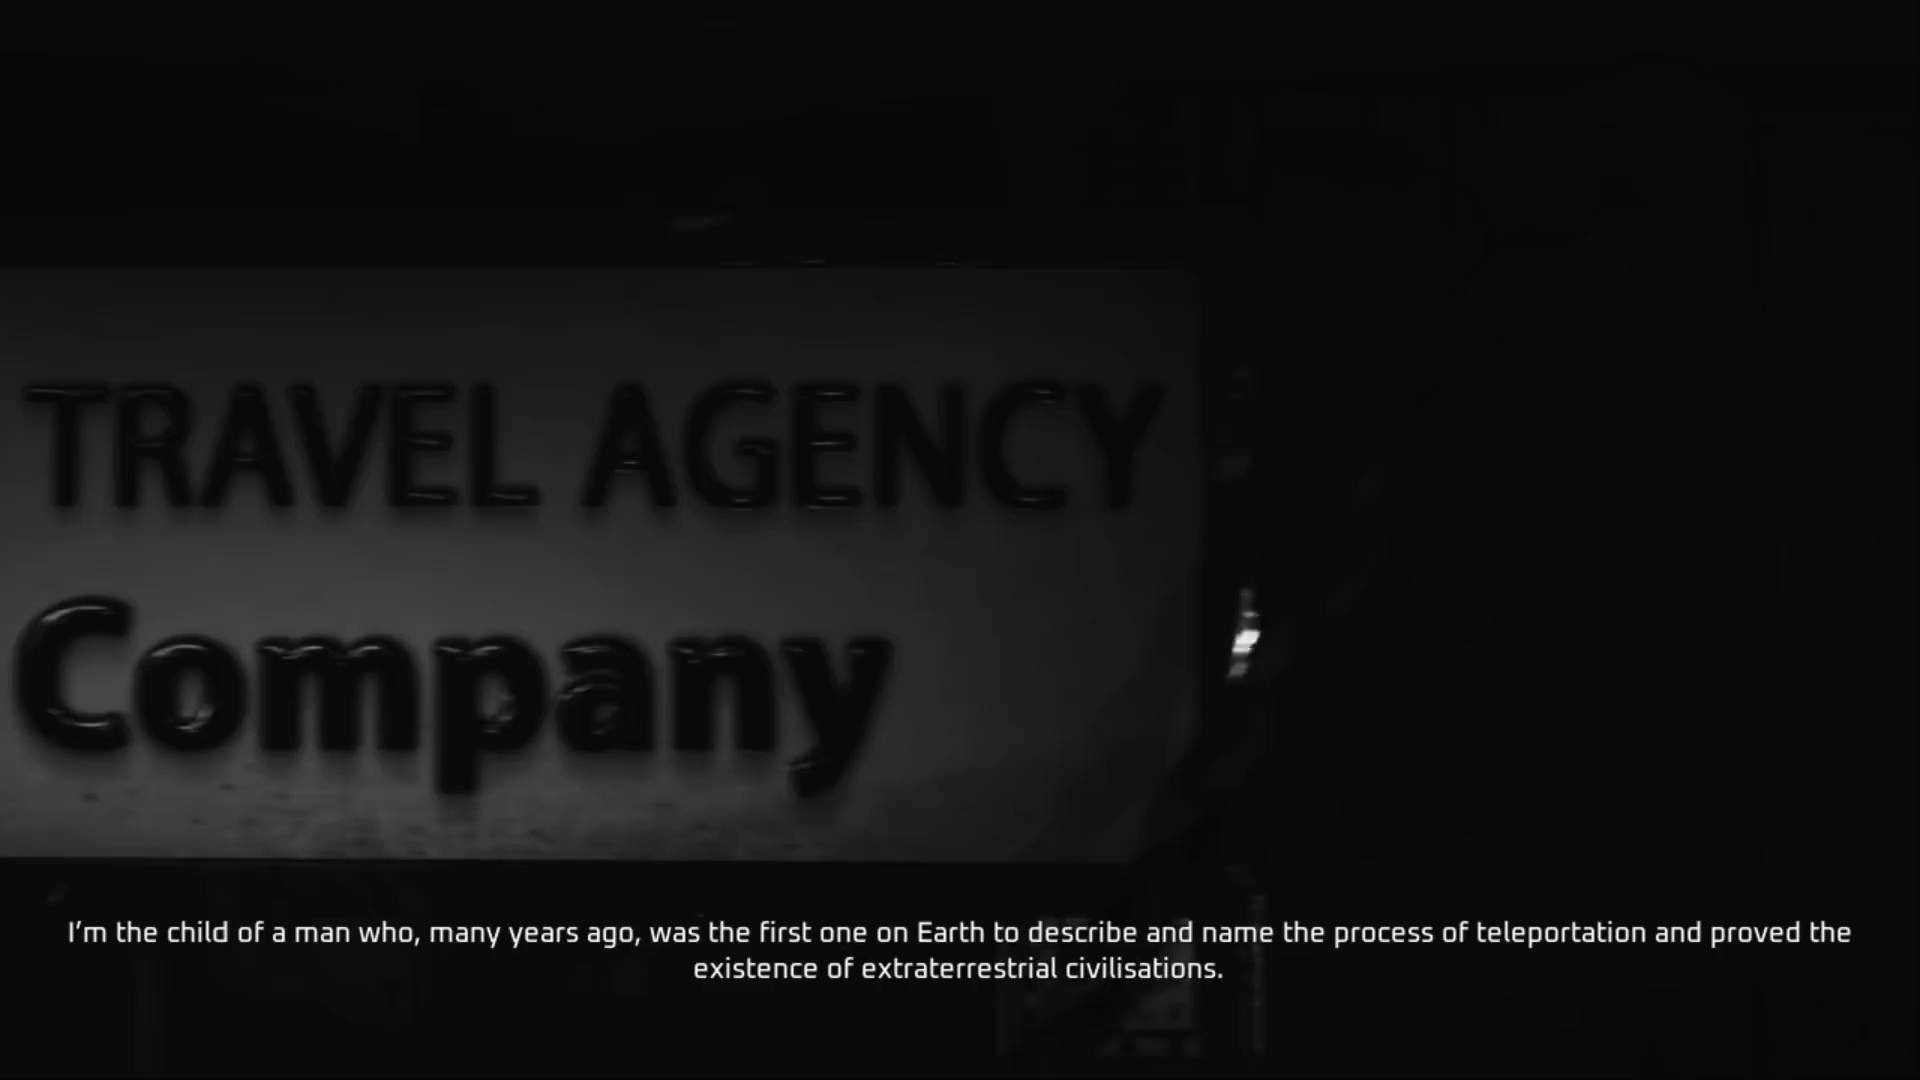 TRAVEL AGENCY
Company
I’m the child of a man who, many years ago, was the first one on Earth to describe and name the process of teleportation and proved the
existence of extraterrestrial civilisations.